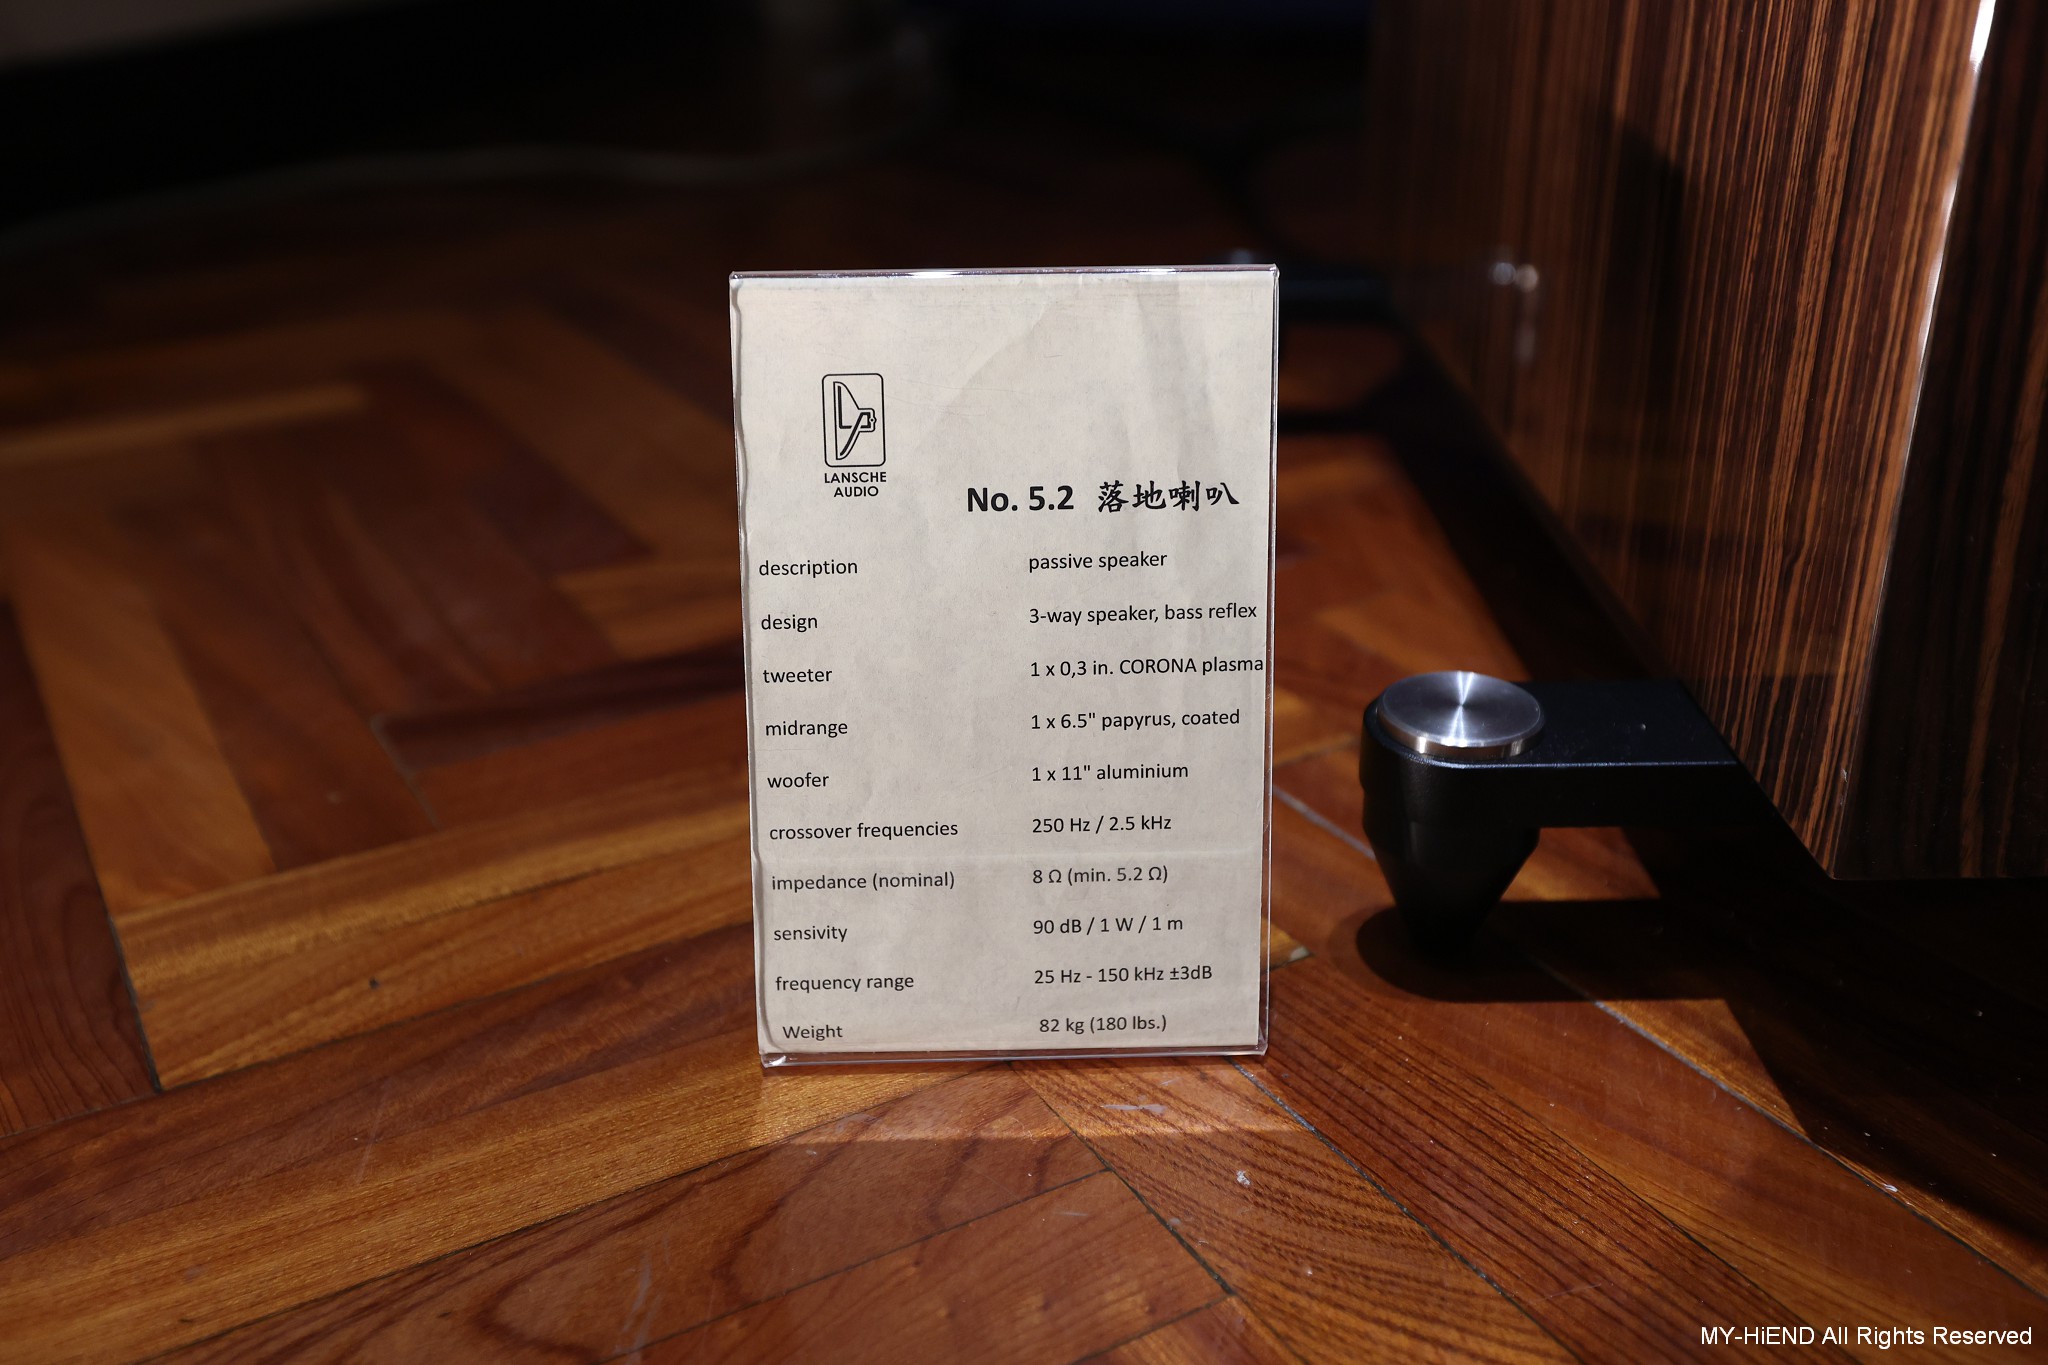 LANSCHE
AUDIO
No. 5.2 落地喇叭
description passive speaker
design 3-way speaker, bass reflex
tweeter 1 x 0,3 in. CORONA plasma
midrange 1 x 6.5" papyrus, coated
woofer 1 x 11" aluminium
crossover frequencies 250 Hz / 2.5 kHz
impedance (nominal) 8 Ω (min. 5.2 Ω)
sensivity 90 dB / 1 W / 1 m
frequency range 25 Hz - 150 kHz ±3dB
Weight 82 kg (180 lbs.)
MY-HiEND All Rights Reserved